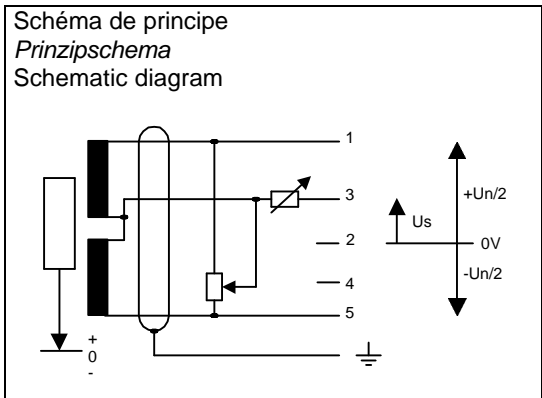 Schéma de principe
Prinzipschema
Schematic diagram
1
3
+Un/2
Us
2
0V
-Un/2
4
5
+
0
-